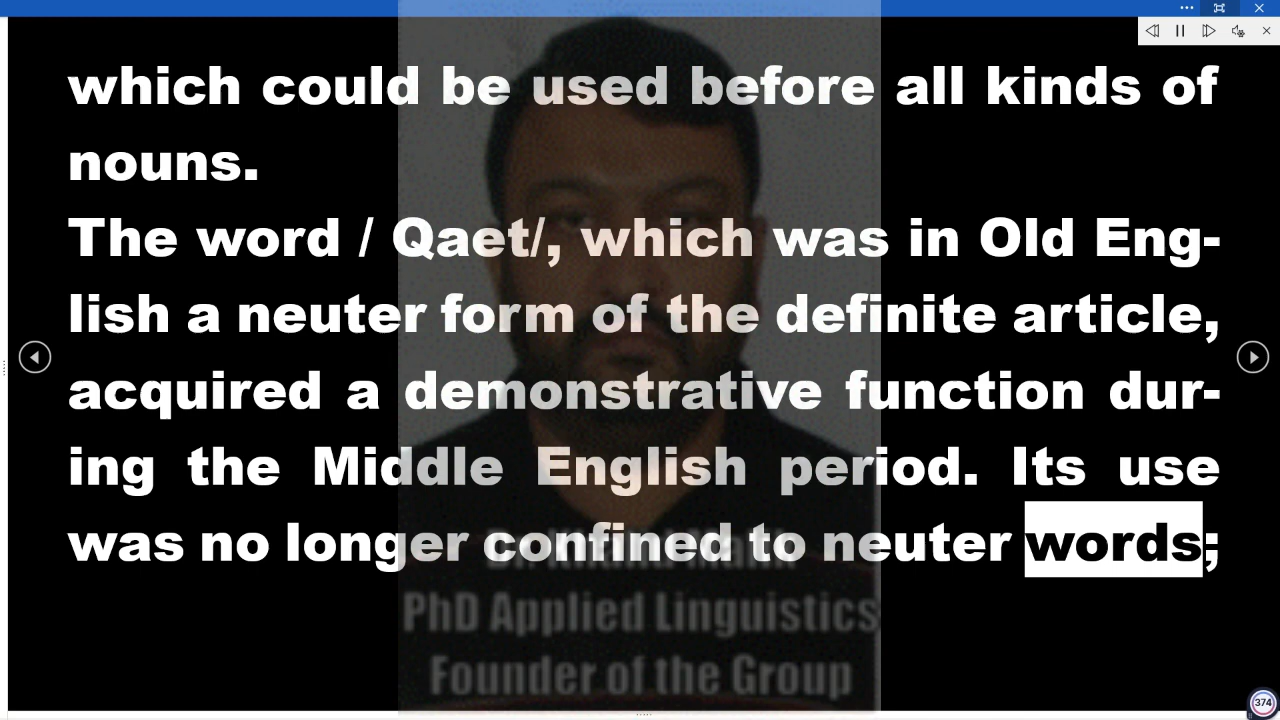 which could be used before all kinds of
nouns.
The word / Qaet/, which was in Old Eng-
lish a neuter form of the definite article,
acquired a demonstrative function dur-
ing the Middle English period. Its use
was no longer confined to neuter words;
PhD Applied Linguistics
Founder of the Group
374